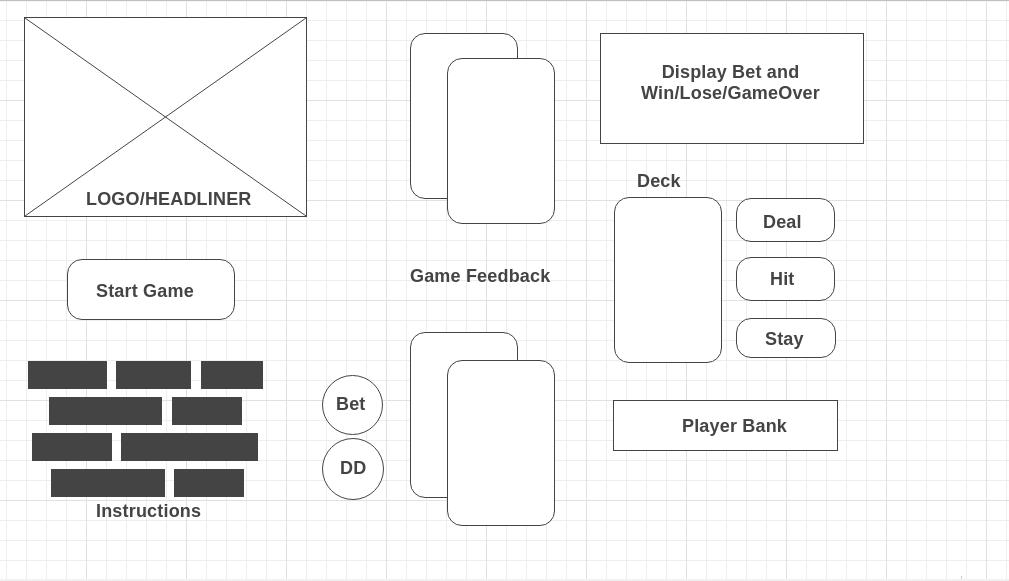 LOGO/HEADLINER
Start Game
Instructions
Game Feedback
Bet
DD
Display Bet and
Win/Lose/GameOver
Deck
Deal
Hit
Stay
Player Bank